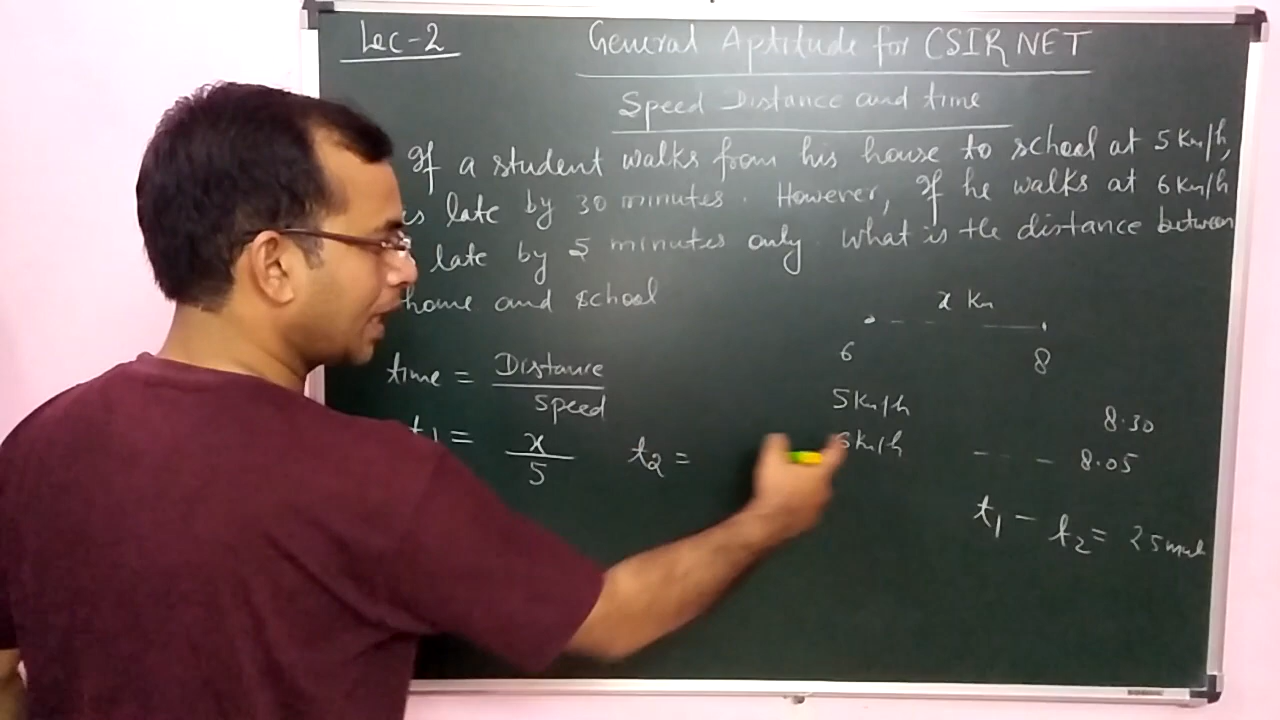 Lec-2
General Aptitude for CSIR NET
Speed Distance and time
If a student walks from his house to school at 5 Km/h,
is late by 30 minutes. However, If he walks at 6 Km/h
late by 5 minutes only What is the distance between
home and school
x Km
6 8
time = Distance / Speed
5 Km/h
8.30
t1 = x / 5 t2 =
6 Km/h
8.05
t1 - t2 = 25